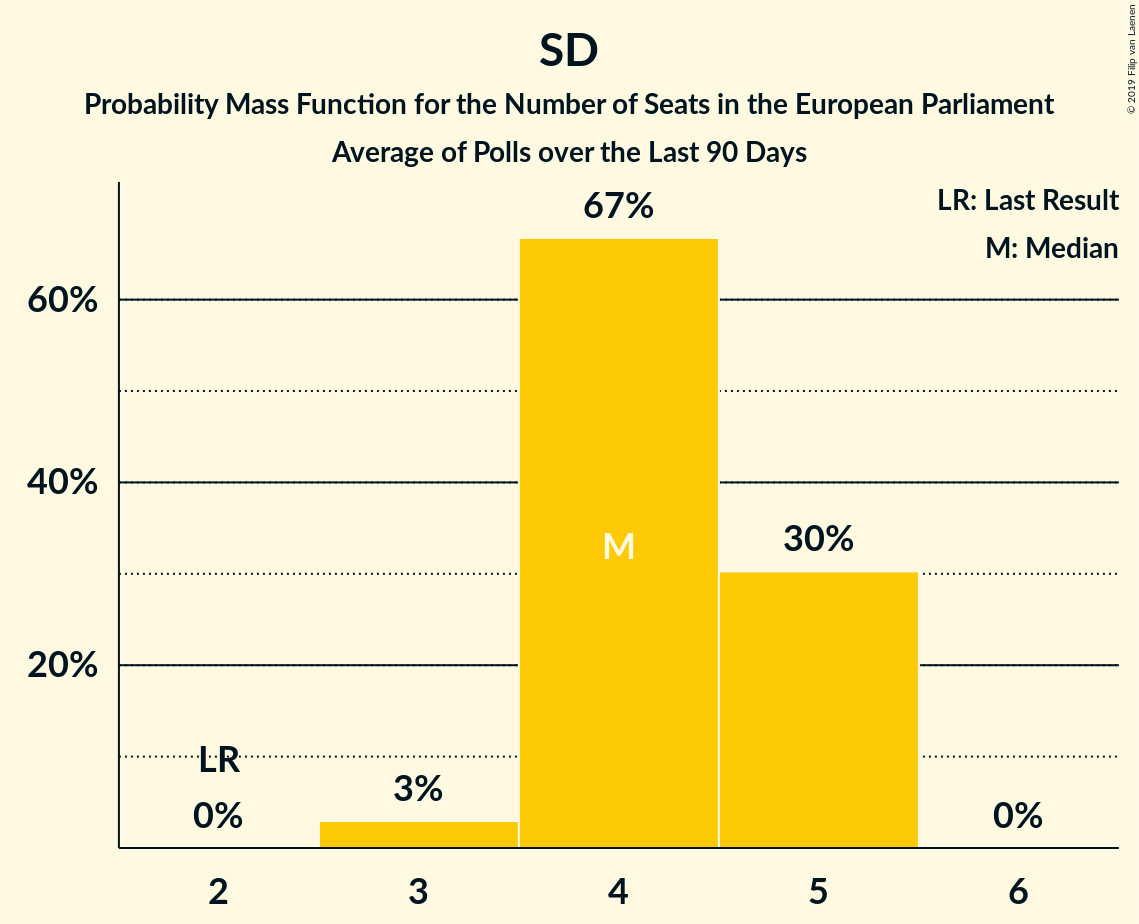 SD
Probability Mass Function for the Number of Seats in the European Parliament
Average of Polls over the Last 90 Days
© 2019 Filip van Laenen
LR: Last Result
M: Median
67%
60%
40%
M
30%
20%
LR
3%
0%
0%
2 3 4 5 6